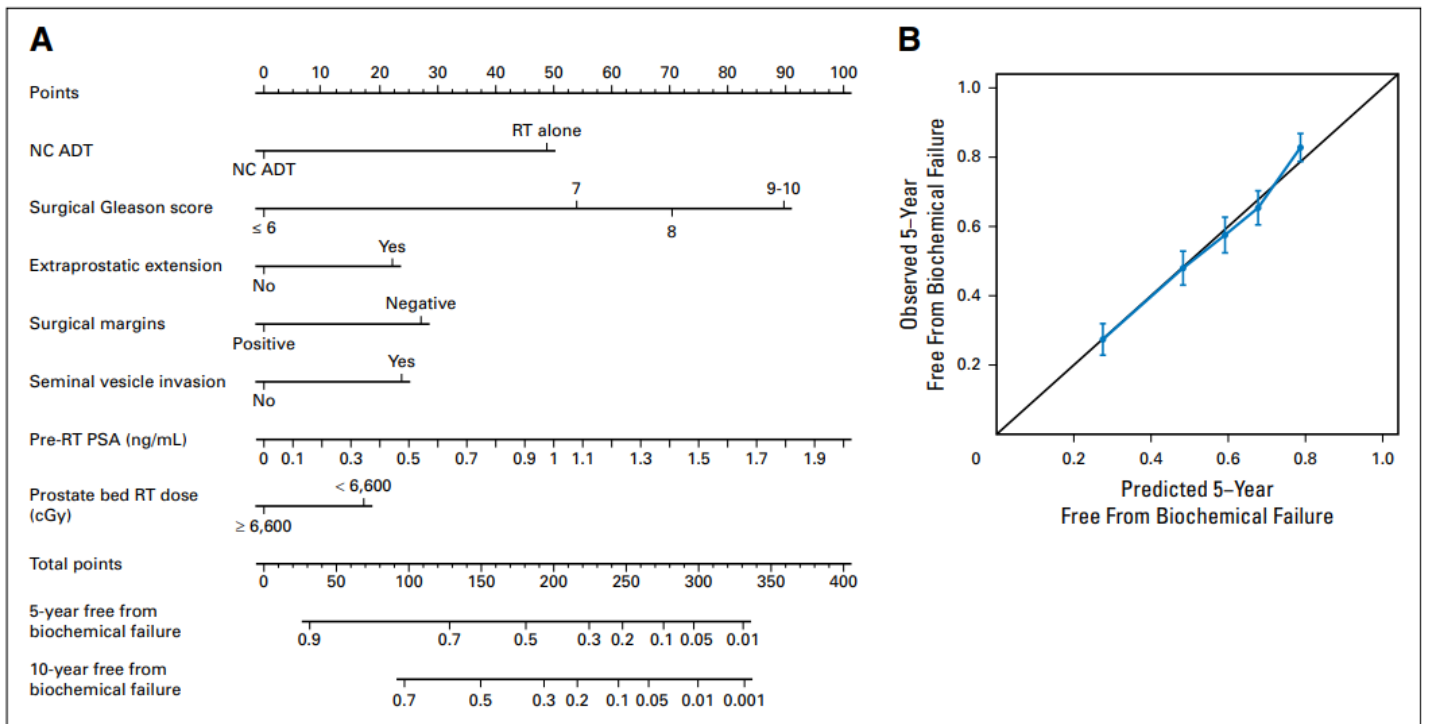 A
0 10 20 30 40 50 60 70 80 90 100
Points
RT alone
NC ADT
NC ADT
7 9-10
Surgical Gleason score
≤ 6 8
Yes
Extraprostatic extension
No
Negative
Surgical margins
Positive
Yes
Seminal vesicle invasion
No
Pre-RT PSA (ng/mL)
0 0.1 0.3 0.5 0.7 0.9 1 1.1 1.3 1.5 1.7 1.9
< 6,600
Prostate bed RT dose
(cGy)
≥ 6,600
Total points
0 50 100 150 200 250 300 350 400
5-year free from
biochemical failure
0.9 0.7 0.5 0.3 0.2 0.1 0.05 0.01
10-year free from
biochemical failure
0.7 0.5 0.3 0.2 0.1 0.05 0.01 0.001
B
Observed 5–Year
Free From Biochemical Failure
1.0
0.8
0.6
0.4
0.2
0 0.2 0.4 0.6 0.8 1.0
Predicted 5–Year
Free From Biochemical Failure